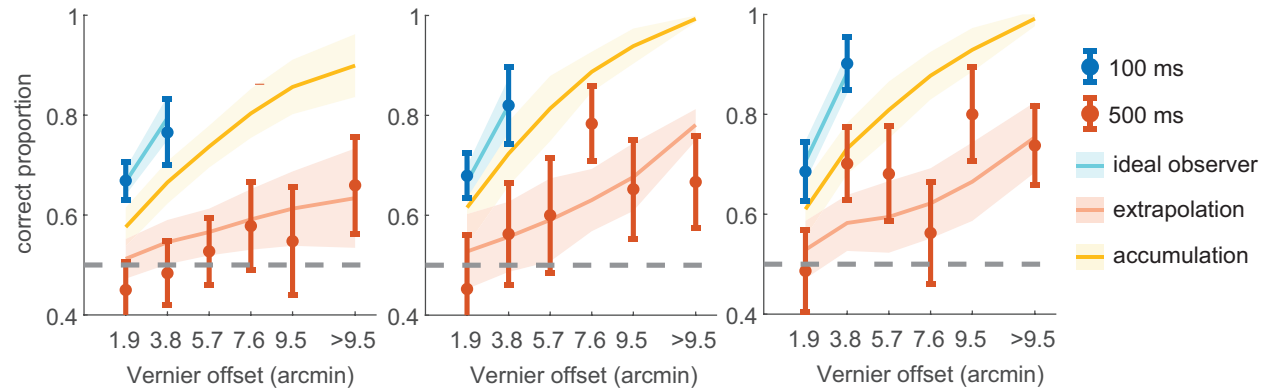 correct proportion
1
0.8
0.6
0.4
1.9 3.8 5.7 7.6 9.5 >9.5
Vernier offset (arcmin)
1
0.8
0.6
0.4
1.9 3.8 5.7 7.6 9.5 >9.5
Vernier offset (arcmin)
1
0.8
0.6
0.4
1.9 3.8 5.7 7.6 9.5 >9.5
Vernier offset (arcmin)
100 ms
500 ms
ideal observer
extrapolation
accumulation